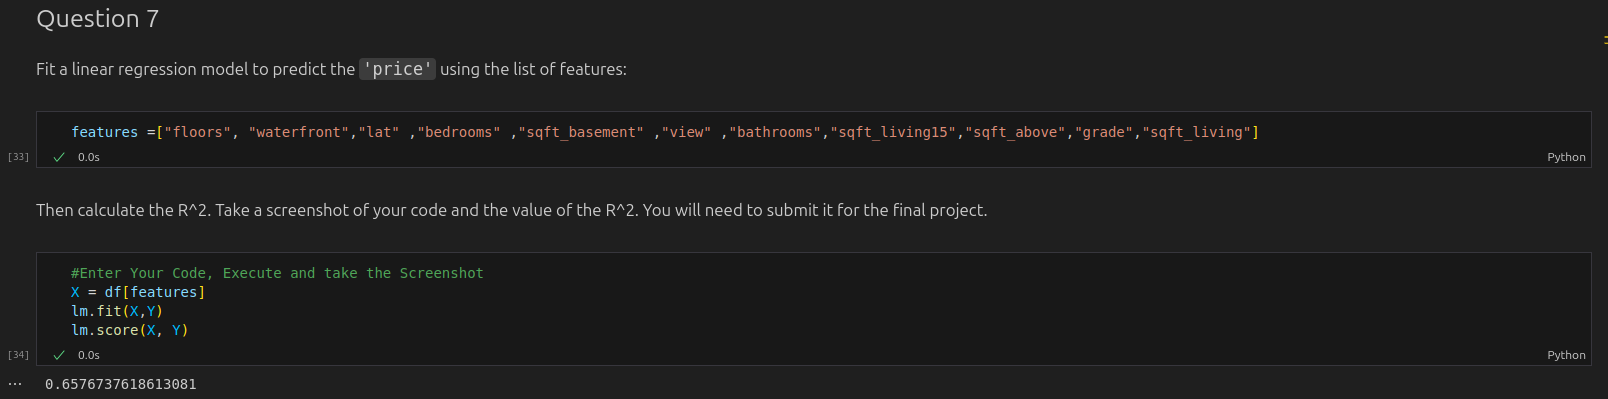 Question 7
Fit a linear regression model to predict the 'price' using the list of features:
features =["floors", "waterfront","lat" ,"bedrooms" ,"sqft_basement" ,"view" ,"bathrooms","sqft_living15","sqft_above","grade","sqft_living"]
[33] 0.0s Python
Then calculate the R^2. Take a screenshot of your code and the value of the R^2. You will need to submit it for the final project.
#Enter Your Code, Execute and take the Screenshot
X = df[features]
lm.fit(X,Y)
lm.score(X, Y)
[34] 0.0s Python
... 0.6576737618613081